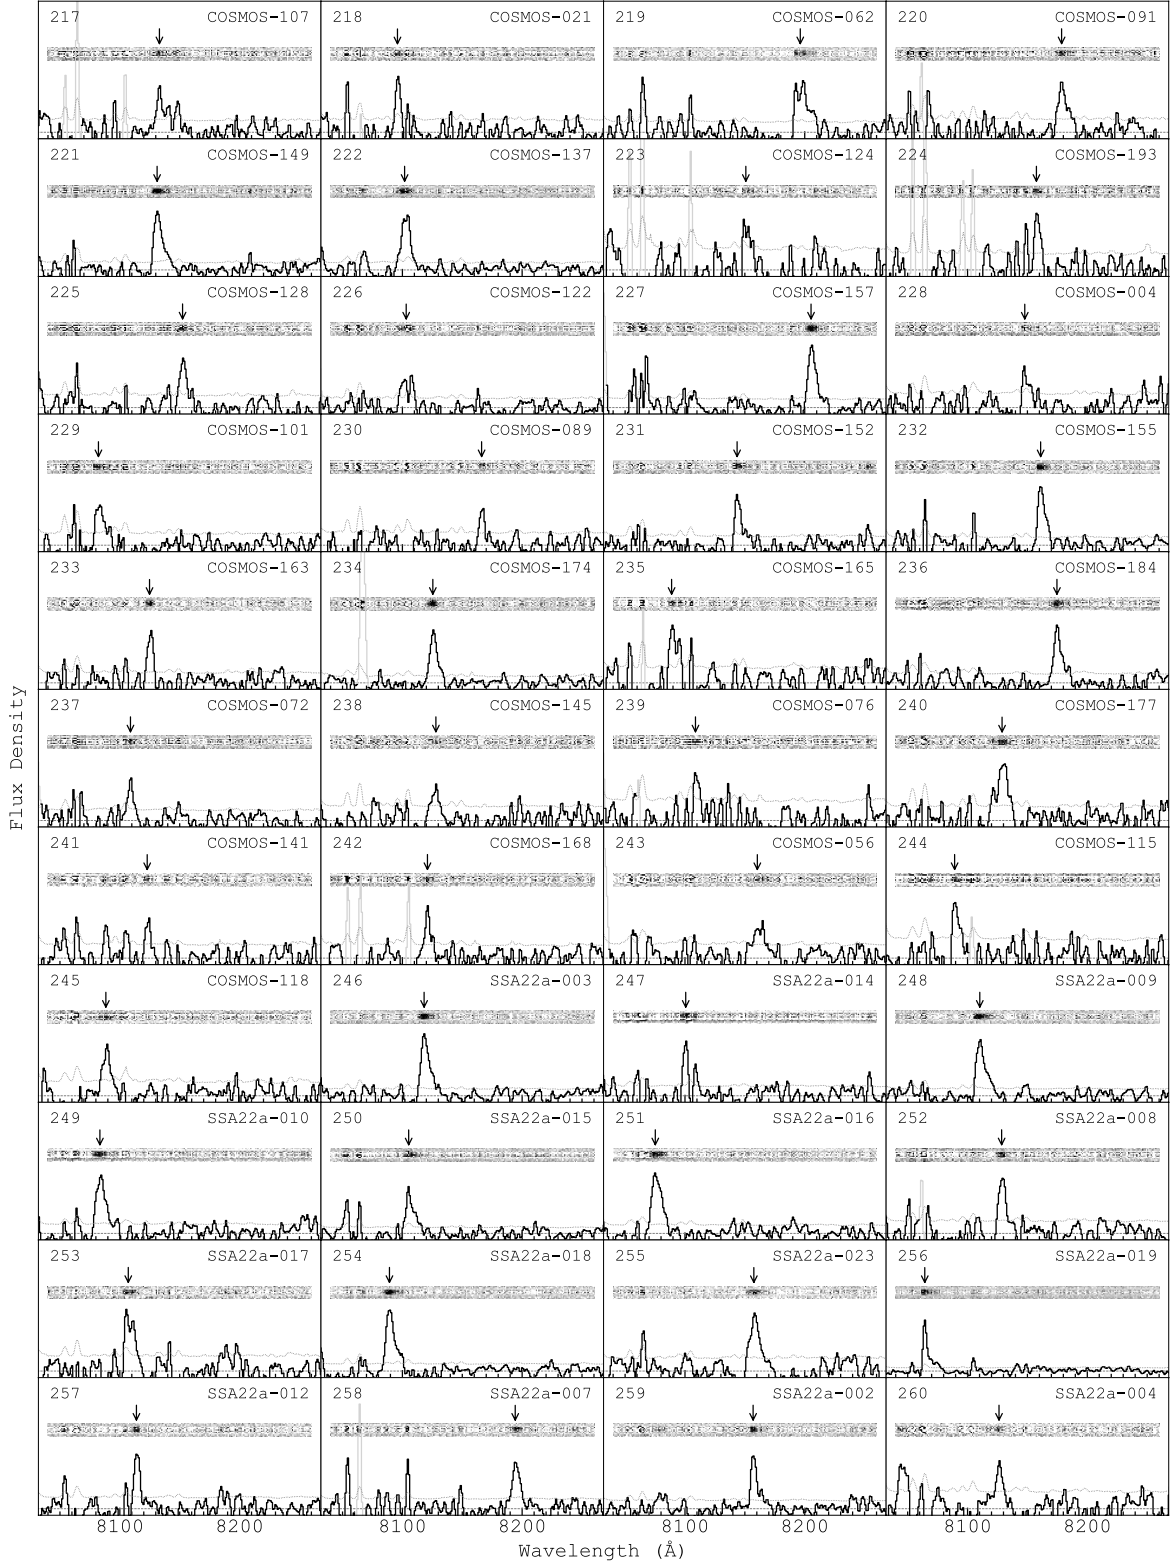 217 COSMOS-107 218 COSMOS-021 219 COSMOS-062 220 COSMOS-091
221 COSMOS-149 222 COSMOS-137 223 COSMOS-124 224 COSMOS-193
225 COSMOS-128 226 COSMOS-122 227 COSMOS-157 228 COSMOS-004
229 COSMOS-101 230 COSMOS-089 231 COSMOS-152 232 COSMOS-155
233 COSMOS-163 234 COSMOS-174 235 COSMOS-165 236 COSMOS-184
237 COSMOS-072 238 COSMOS-145 239 COSMOS-076 240 COSMOS-177
241 COSMOS-141 242 COSMOS-168 243 COSMOS-056 244 COSMOS-115
245 COSMOS-118 246 SSA22a-003 247 SSA22a-014 248 SSA22a-009
249 SSA22a-010 250 SSA22a-015 251 SSA22a-016 252 SSA22a-008
253 SSA22a-017 254 SSA22a-018 255 SSA22a-023 256 SSA22a-019
257 SSA22a-012 258 SSA22a-007 259 SSA22a-002 260 SSA22a-004
Flux Density
8100 8200 8100 8200 8100 8200 8100 8200
Wavelength (Å)